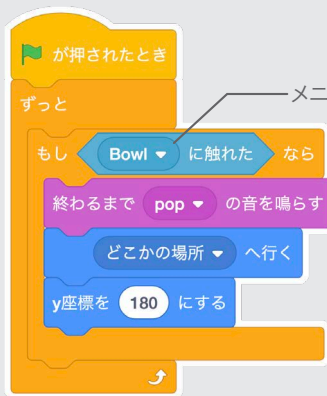 が押されたとき
ずっと
メニ
もし Bowl に触れた なら
終わるまで pop の音を鳴らす
どこかの場所 へ行く
y座標を 180 にする